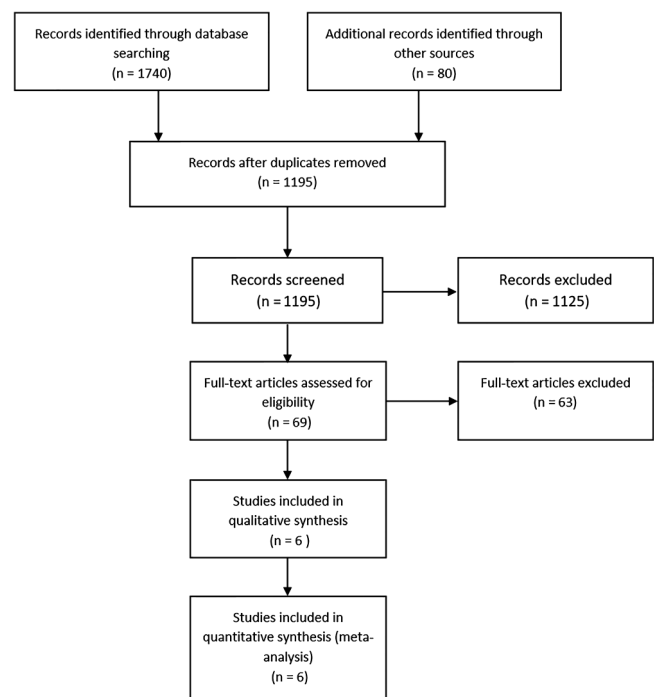 Records identified through database
searching
(n = 1740)
Additional records identified through
other sources
(n = 80)
Records after duplicates removed
(n = 1195)
Records screened
(n = 1195)
Records excluded
(n = 1125)
Full-text articles assessed for
eligibility
(n = 69)
Full-text articles excluded
(n = 63)
Studies included in
qualitative synthesis
(n = 6 )
Studies included in
quantitative synthesis (meta-
analysis)
(n = 6)